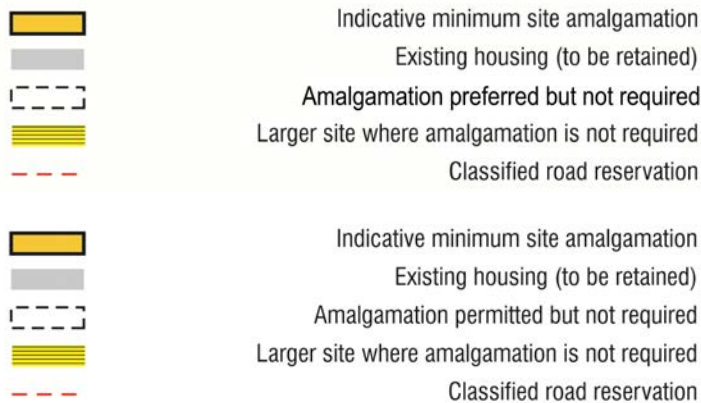 Indicative minimum site amalgamation
Existing housing (to be retained)
Amalgamation preferred but not required
Larger site where amalgamation is not required
Classified road reservation
Indicative minimum site amalgamation
Existing housing (to be retained)
Amalgamation permitted but not required
Larger site where amalgamation is not required
Classified road reservation